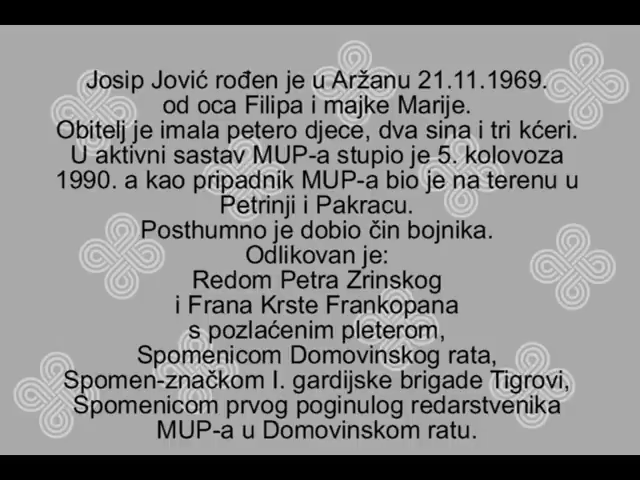 Josip Jović rođen je u Aržanu 21.11.1969.
od oca Filipa i majke Marije.
Obitelj je imala petero djece, dva sina i tri kćeri.
U aktivni sastav MUP-a stupio je 5. kolovoza
1990. a kao pripadnik MUP-a bio je na terenu u
Petrinji i Pakracu.
Posthumno je dobio čin bojnika.
Odlikovan je:
Redom Petra Zrinskog
i Frana Krste Frankopana
s pozlaćenim pleterom,
Spomenicom Domovinskog rata,
Spomen-značkom I. gardijske brigade Tigrovi,
Spomenicom prvog poginulog redarstvenika
MUP-a u Domovinskom ratu.